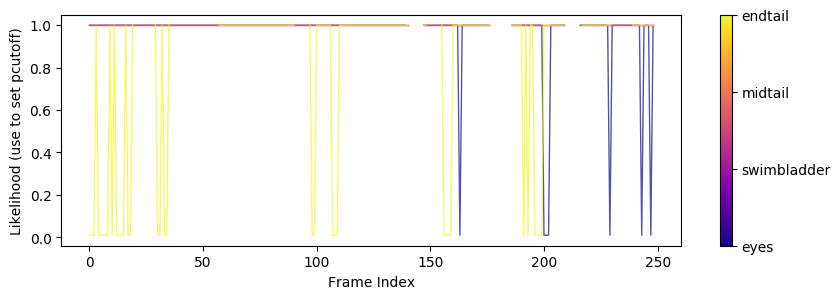 Likelihood (use to set pcutoff)
1.0
0.8
0.6
0.4
0.2
0.0
0
50
100
150
200
250
Frame Index
endtail
midtail
swimbladder
eyes